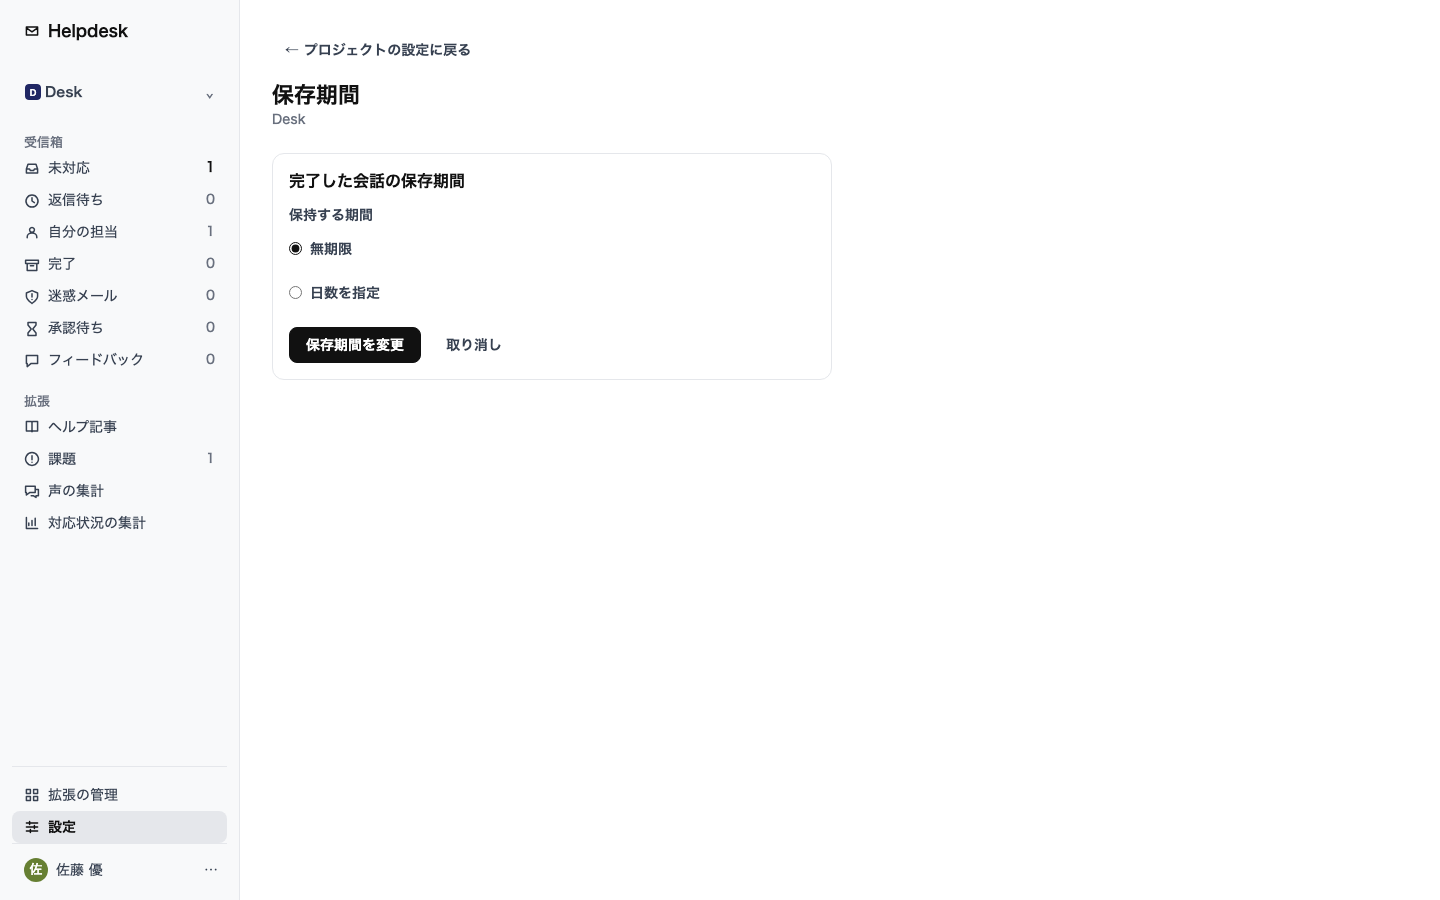 Helpdesk
D Desk
受信箱
未対応 1
返信待ち 0
自分の担当 1
完了 0
迷惑メール 0
承認待ち 0
フィードバック 0
拡張
ヘルプ記事
課題 1
声の集計
対応状況の集計
拡張の管理
設定
佐 佐藤 優 …
← プロジェクトの設定に戻る
保存期間
Desk
完了した会話の保存期間
保持する期間
無期限
日数を指定
保存期間を変更 取り消し